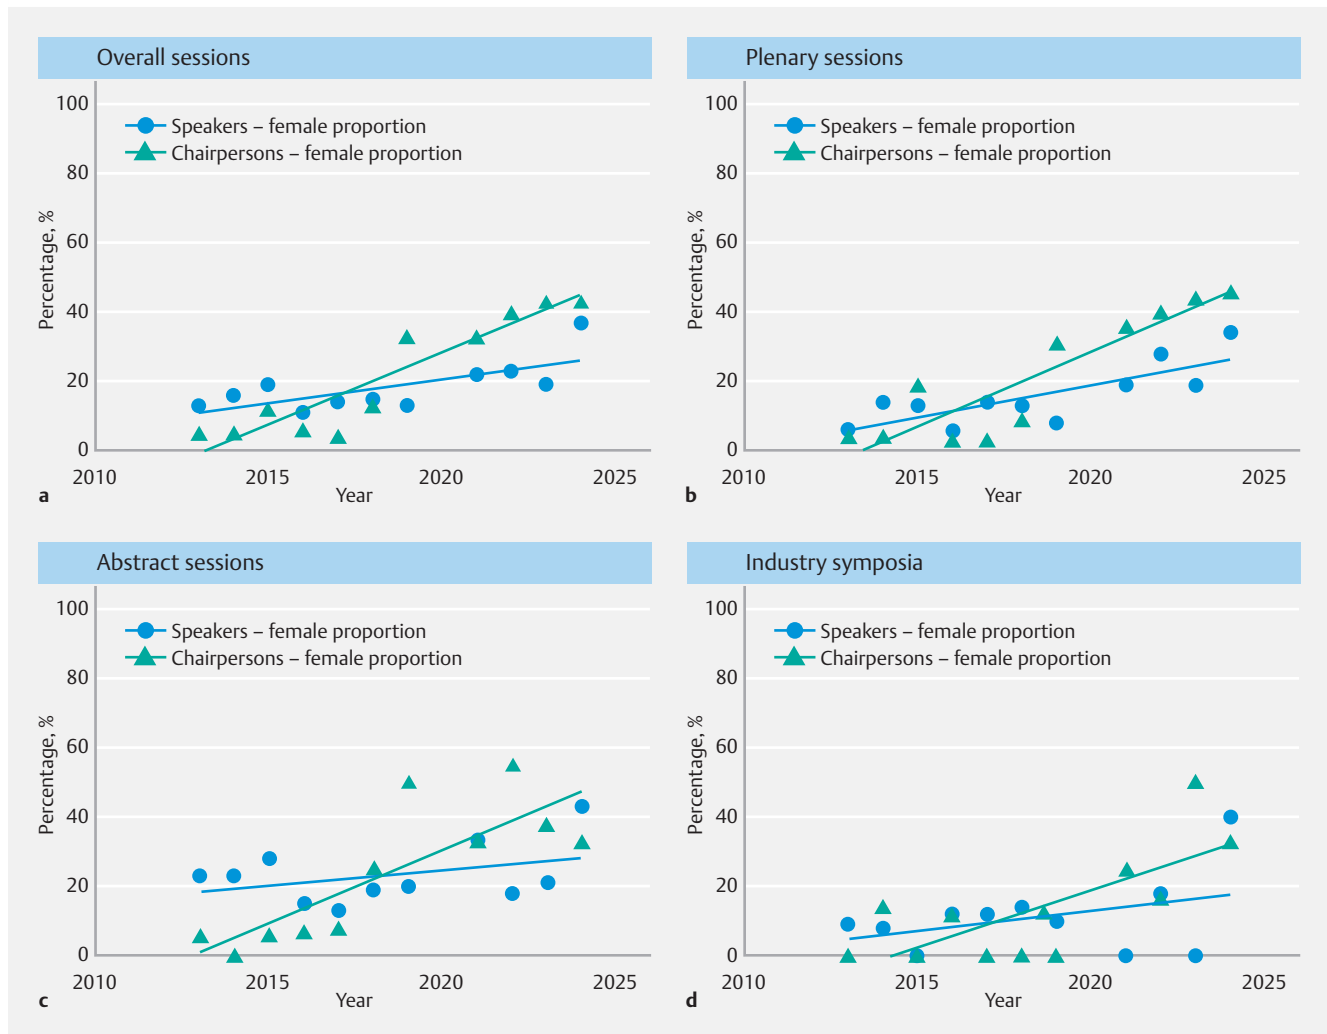 Overall sessions
100
80
60
40
20
0
Percentage, %
Speakers – female proportion
Chairpersons – female proportion
2010 2015 2020 2025
a
Year
Plenary sessions
100
80
60
40
20
0
Percentage, %
Speakers – female proportion
Chairpersons – female proportion
2010 2015 2020 2025
b
Year
Abstract sessions
100
80
60
40
20
0
Percentage, %
Speakers – female proportion
Chairpersons – female proportion
2010 2015 2020 2025
c
Year
Industry symposia
100
80
60
40
20
0
Percentage, %
Speakers – female proportion
Chairpersons – female proportion
2010 2015 2020 2025
d
Year